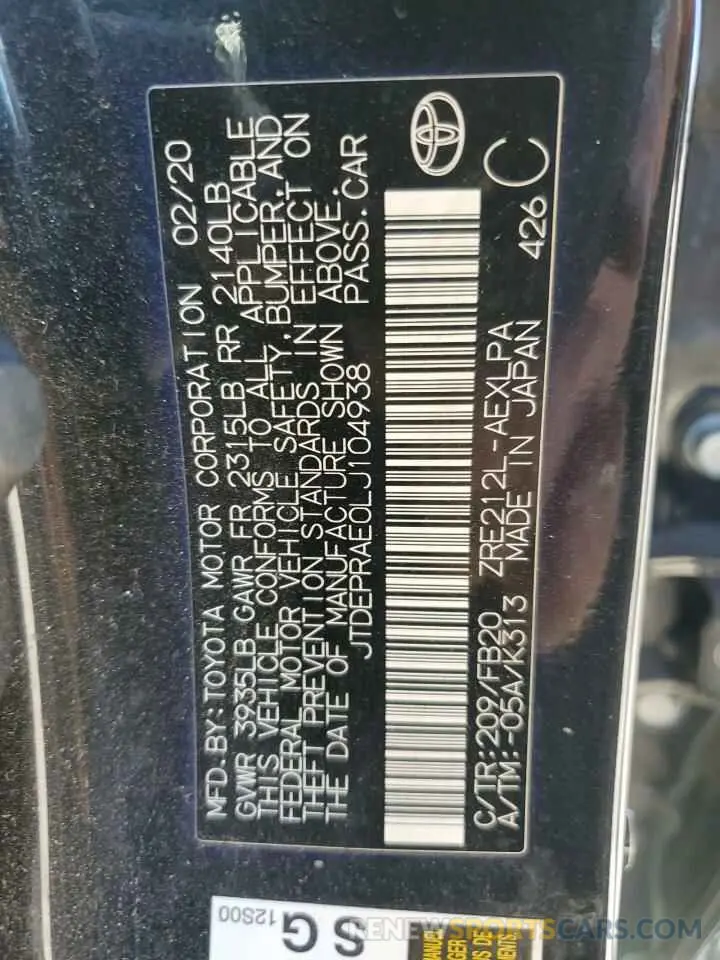 MFD.BY:TOYOTA MOTOR CORPORATION 02/20
GVWR 3935LB GAWR FR 2315LB RR 2140LB
THIS VEHICLE CONFORMS TO ALL APPLICABLE
FEDERAL MOTOR VEHICLE SAFETY,BUMPER,AND
THEFT PREVENTION STANDARDS IN EFFECT ON
THE DATE OF MANUFACTURE SHOWN ABOVE.
JTDEPRAE0LJ104938 PASS.CAR
C/TR:209/FB20 ZRE212L-AEXLPA
A/TM:-05A/K313 MADE IN JAPAN 426 C
12S00
S G
MANUEL
RENEWSPORTSCARS.COM